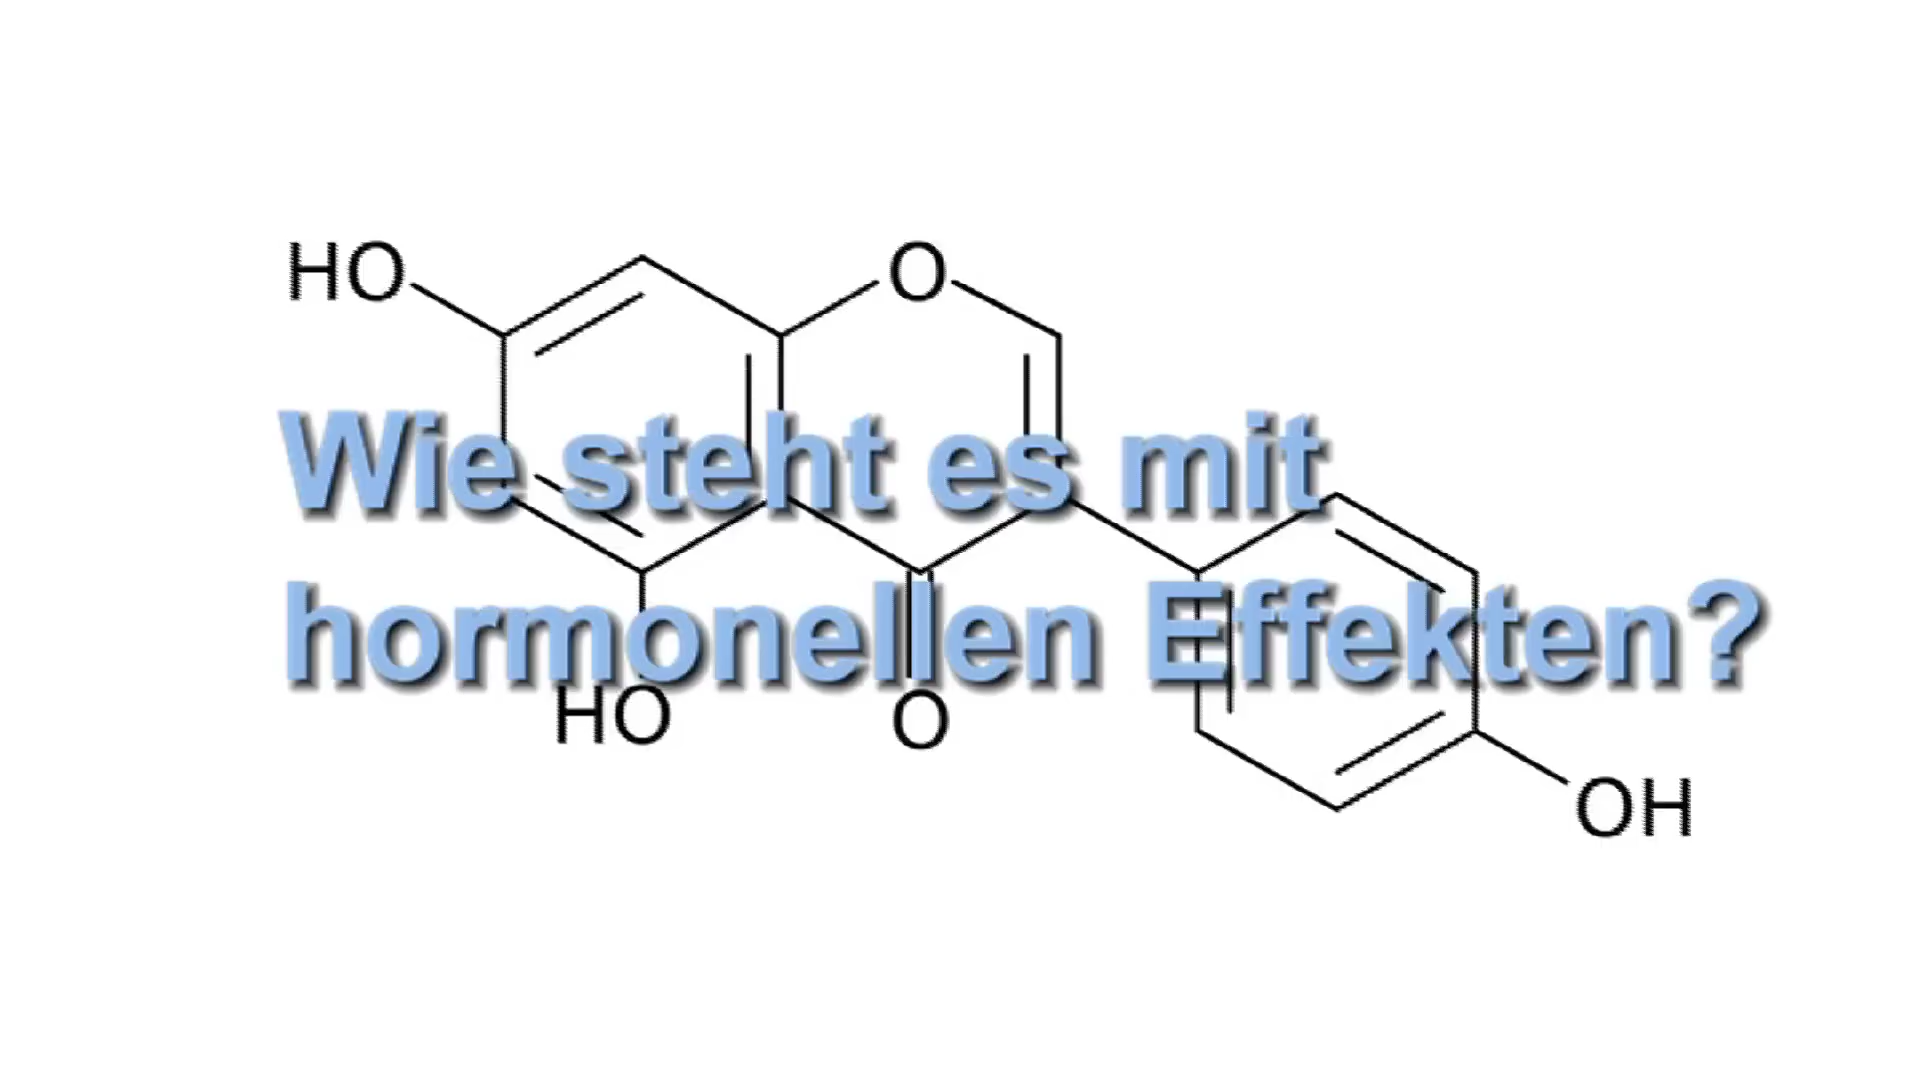 HO
O
Wie steht es mit
hormonellen Effekten?
HO
O
OH